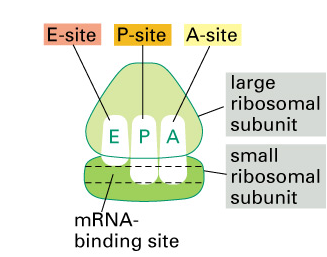 E-site P-site A-site
large
ribosomal
subunit
E P A
small
ribosomal
subunit
mRNA-
binding site